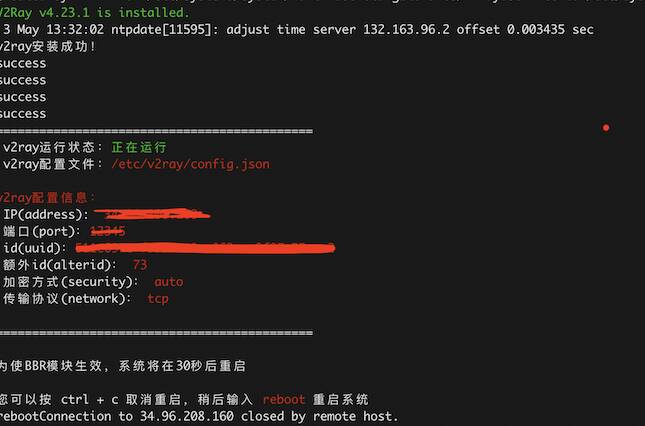 V2Ray v4.23.1 is installed.
3 May 13:32:02 ntpdate[11595]: adjust time server 132.163.96.2 offset 0.003435 sec
v2ray安装成功!
success
success
success
success
==========================================
v2ray运行状态: 正在运行
v2ray配置文件: /etc/v2ray/config.json
v2ray配置信息:
IP(address):
端口(port): 12345
id(uuid):
额外id(alterid): 73
加密方式(security): auto
传输协议(network): tcp
==========================================
为使BBR模块生效, 系统将在30秒后重启
您可以按 ctrl + c 取消重启, 稍后输入 reboot 重启系统
rebootConnection to 34.96.208.160 closed by remote host.